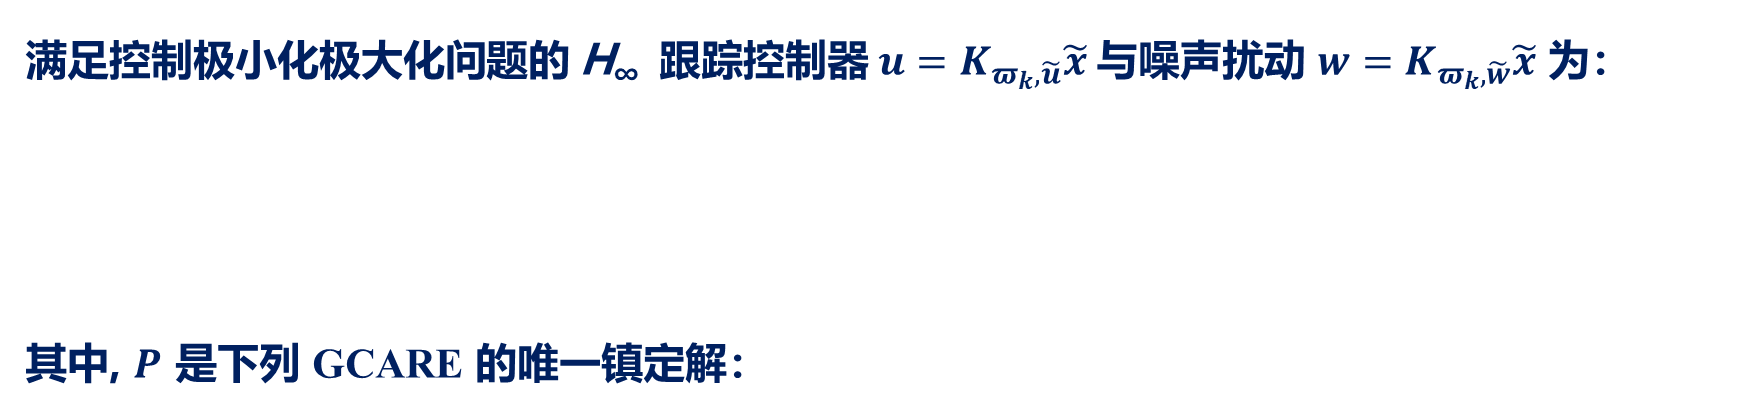 满足控制极小化极大化问题的 H∞ 跟踪控制器 u = K_{ϖ_k,ũ} x̃ 与噪声扰动 w = K_{ϖ_k,w̃} x̃ 为：
其中, P 是下列 GCARE 的唯一镇定解：